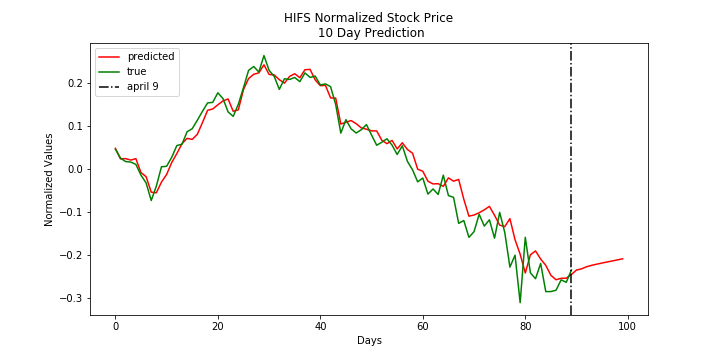 HIFS Normalized Stock Price
10 Day Prediction
predicted
true
april 9
Normalized Values
0.2
0.1
0.0
−0.1
−0.2
−0.3
0
20
40
60
80
100
Days